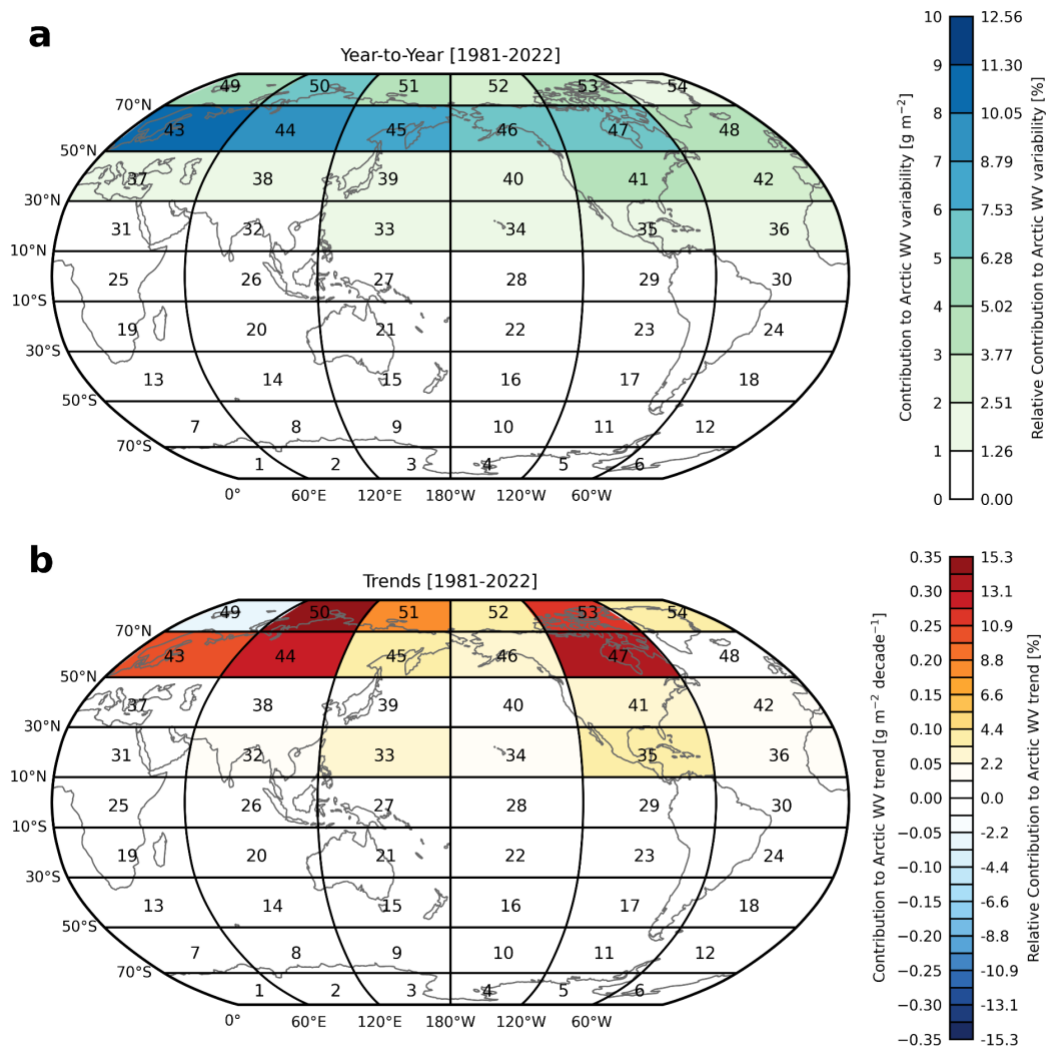 a
Year-to-Year [1981-2022]
49 50 51 52 53 54
70°N
43 44 45 46 47 48
50°N
37 38 39 40 41 42
30°N
31 32 33 34 35 36
10°N
25 26 27 28 29 30
10°S
19 20 21 22 23 24
30°S
13 14 15 16 17 18
50°S
7 8 9 10 11 12
70°S
1 2 3 4 5 6
0° 60°E 120°E 180°W 120°W 60°W
Contribution to Arctic WV variability [g m⁻²]
10 12.56
9 11.30
8 10.05
7 8.79
6 7.53
5 6.28
4 5.02
3 3.77
2 2.51
1 1.26
0 0.00
Relative Contribution to Arctic WV variability [%]
b
Trends [1981-2022]
49 50 51 52 53 54
70°N
43 44 45 46 47 48
50°N
37 38 39 40 41 42
30°N
31 32 33 34 35 36
10°N
25 26 27 28 29 30
10°S
19 20 21 22 23 24
30°S
13 14 15 16 17 18
50°S
7 8 9 10 11 12
70°S
1 2 3 4 5 6
0° 60°E 120°E 180°W 120°W 60°W
Contribution to Arctic WV trend [g m⁻² decade⁻¹]
0.35 15.3
0.30 13.1
0.25 10.9
0.20 8.8
0.15 6.6
0.10 4.4
0.05 2.2
0.00 0.0
−0.05 -2.2
−0.10 -4.4
−0.15 -6.6
−0.20 -8.8
−0.25 -10.9
−0.30 -13.1
−0.35 -15.3
Relative Contribution to Arctic WV trend [%]